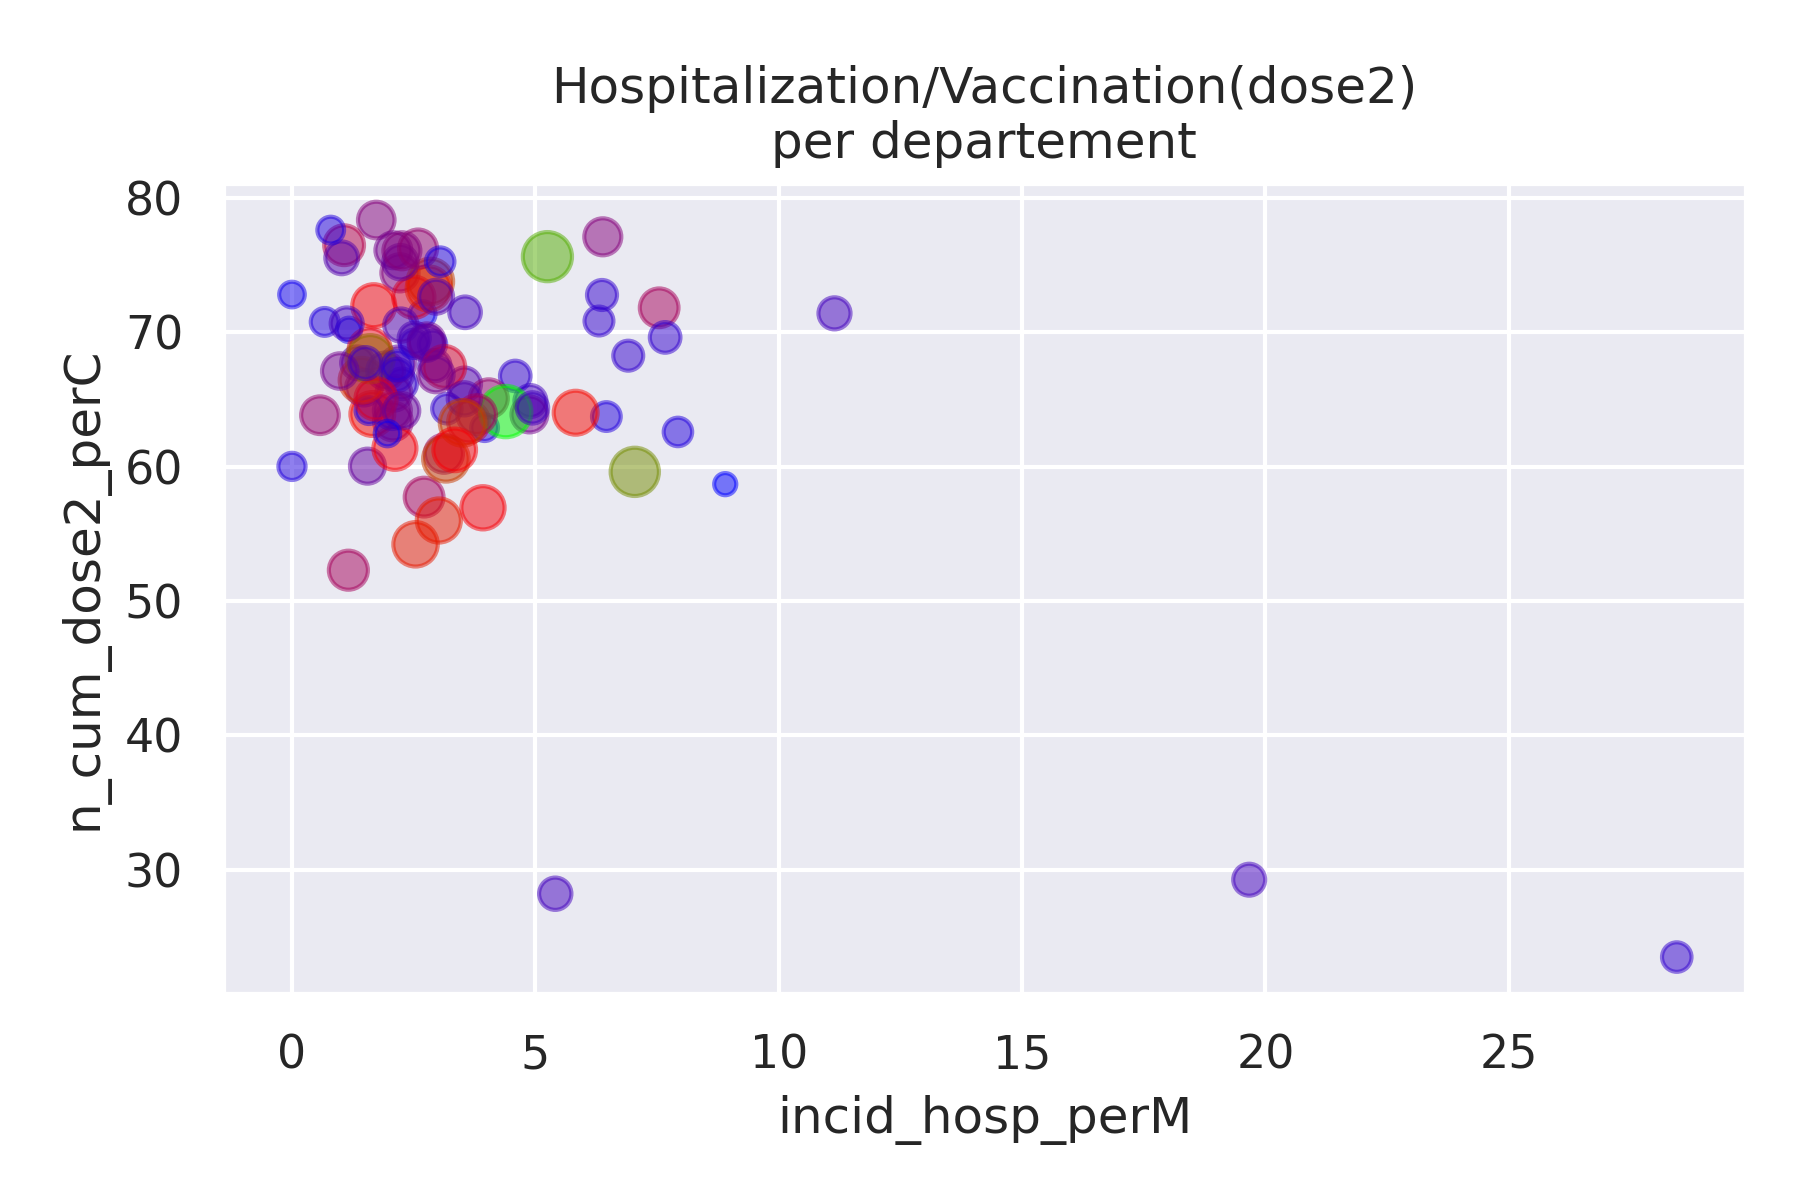 Hospitalization/Vaccination(dose2)
per departement
80
70
60
50
40
30
n_cum_dose2_perC
0 5 10 15 20 25
incid_hosp_perM